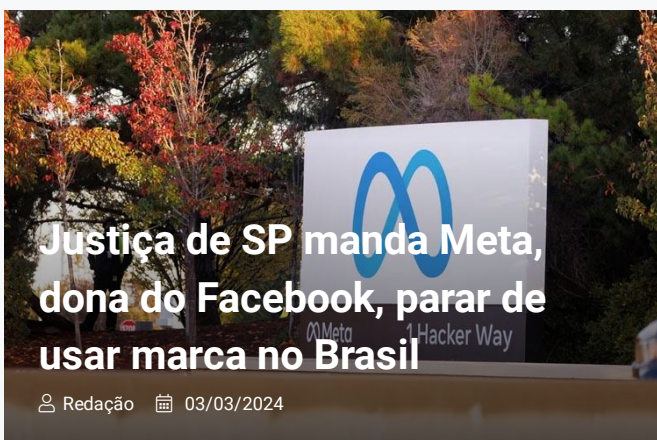 Justiça de SP manda Meta,
dona do Facebook, parar de
usar marca no Brasil
Meta
1 Hacker Way
STOP
Redação 03/03/2024